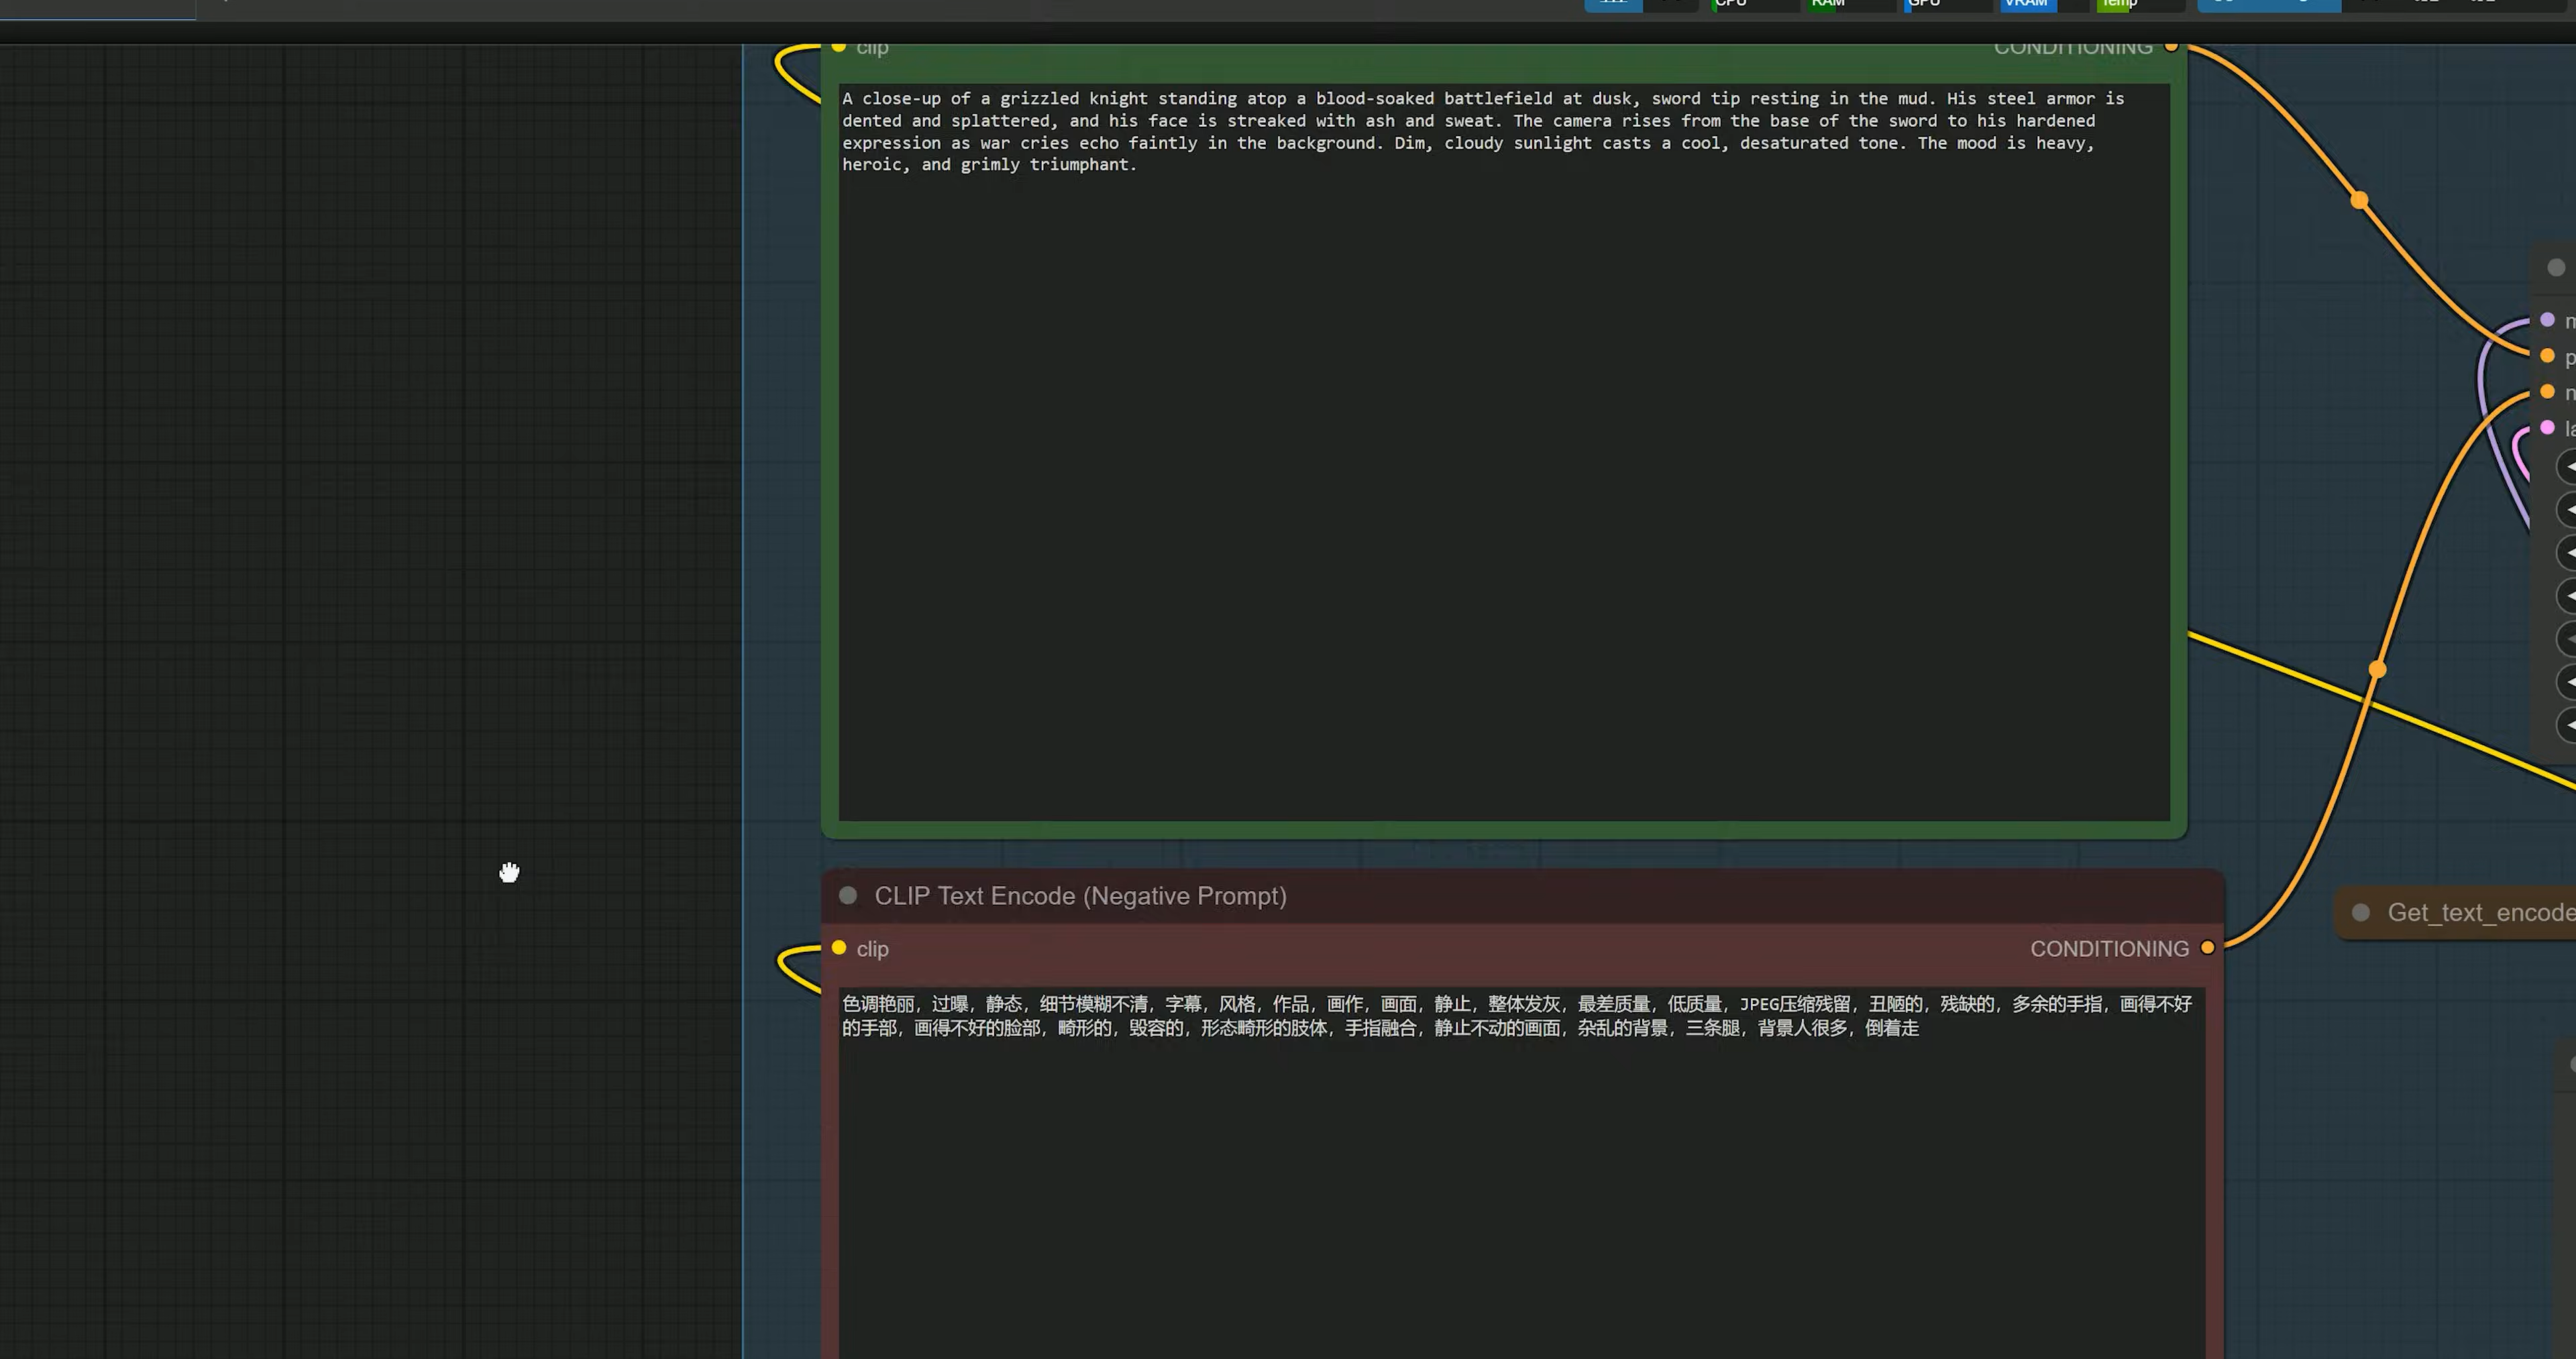 CPU
RAM
GPU
VRAM
Temp
clip
CONDITIONING
A close-up of a grizzled knight standing atop a blood-soaked battlefield at dusk, sword tip resting in the mud. His steel armor is
dented and splattered, and his face is streaked with ash and sweat. The camera rises from the base of the sword to his hardened
expression as war cries echo faintly in the background. Dim, cloudy sunlight casts a cool, desaturated tone. The mood is heavy,
heroic, and grimly triumphant.
CLIP Text Encode (Negative Prompt)
Get_text_encode
clip
CONDITIONING
色调艳丽，过曝，静态，细节模糊不清，字幕，风格，作品，画作，画面，静止，整体发灰，最差质量，低质量，JPEG压缩残留，丑陋的，残缺的，多余的手指，画得不好
的手部，画得不好的脸部，畸形的，毁容的，形态畸形的肢体，手指融合，静止不动的画面，杂乱的背景，三条腿，背景人很多，倒着走